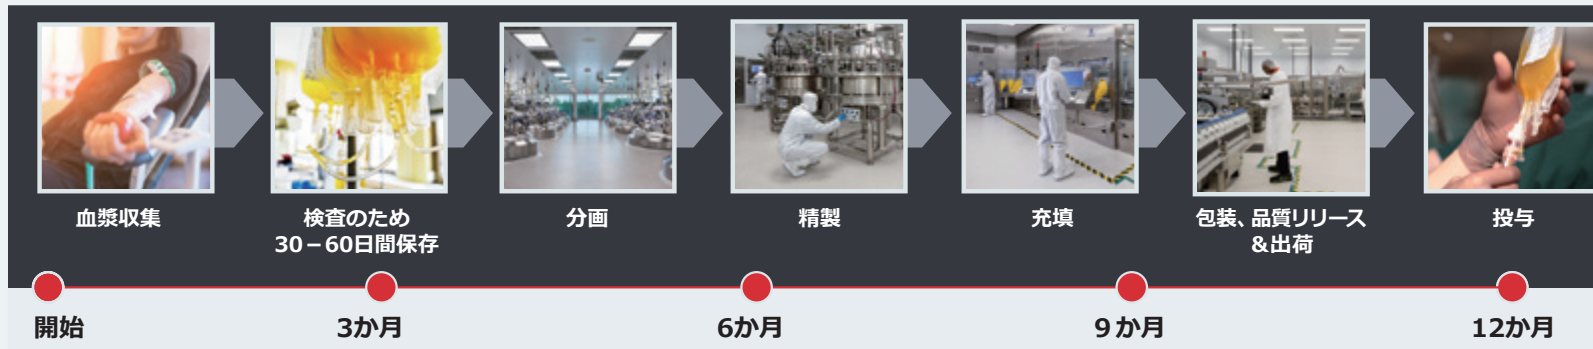 血漿収集
検査のため
30－60日間保存
分画
精製
充填
包装、品質リリース
&出荷
投与
開始
3か月
6か月
9か月
12か月